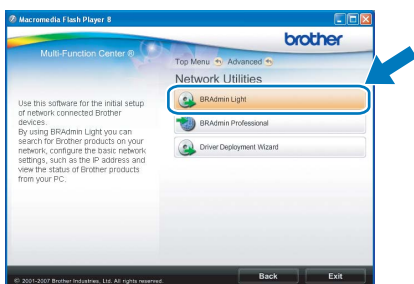 Macromedia Flash Player 8
brother
Multi-Function Center ®
Top Menu Advanced
Network Utilities
BRAdmin Light
BRAdmin Professional
Driver Deployment Wizard
Use this software for the initial setup
of network connected Brother
devices.
By using BRAdmin Light you can
search for Brother products on your
network, configure the basic network
settings, such as the IP address and
view the status of Brother products
from your PC.
© 2001-2007 Brother Industries, Ltd. All rights reserved.
Back
Exit